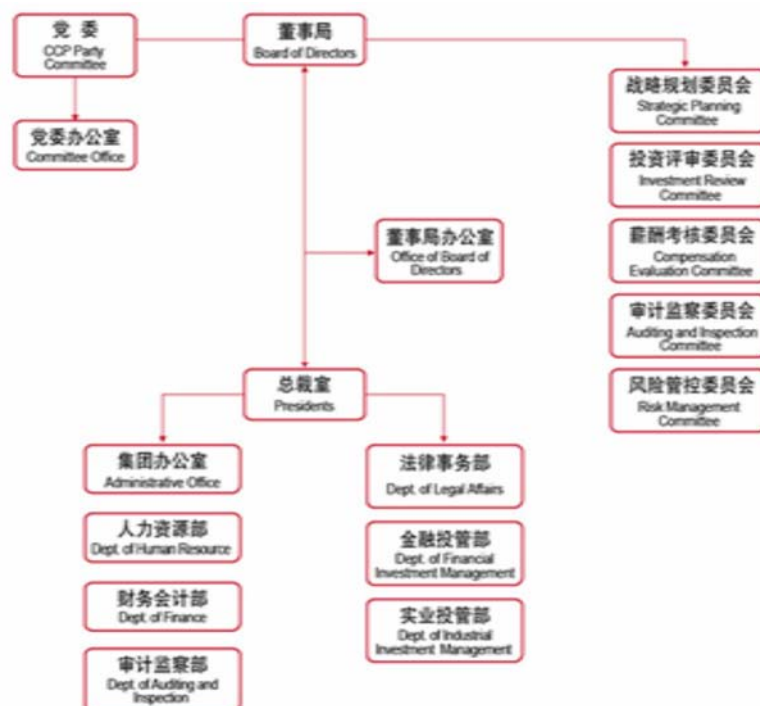 党 委
CCP Party
Committee
董事局
Board of Directors
党委办公室
Committee Office
战略规划委员会
Strategic Planning
Committee
投资评审委员会
Investment Review
Committee
薪酬考核委员会
Compensation
Evaluation Committee
审计监察委员会
Auditing and Inspection
Committee
风险管控委员会
Risk Management
Committee
董事局办公室
Office of Board of
Directors
总裁室
Presidents
集团办公室
Administrative Office
人力资源部
Dept. of Human Resource
财务会计部
Dept. of Finance
审计监察部
Dept. of Auditing and
Inspection
法律事务部
Dept. of Legal Affairs
金融投管部
Dept. of Financial
Investment Management
实业投管部
Dept. of Industrial
Investment Management